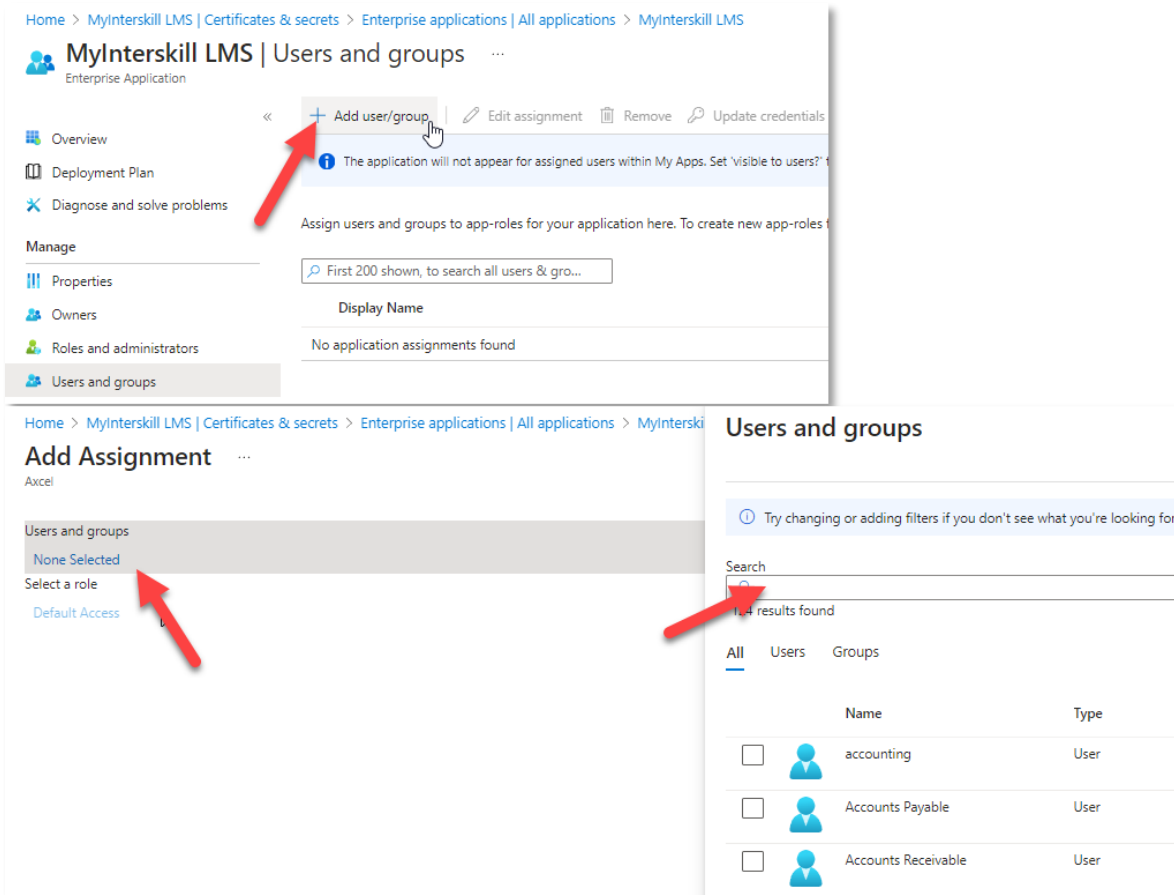 Home > MyInterskill LMS | Certificates & secrets > Enterprise applications | All applications > MyInterskill LMS
MyInterskill LMS | Users and groups ...
Enterprise Application
«
Overview
Deployment Plan
Diagnose and solve problems
Manage
Properties
Owners
Roles and administrators
Users and groups
+ Add user/group
Edit assignment
Remove
Update credentials
The application will not appear for assigned users within My Apps. Set 'visible to users?'
Assign users and groups to app-roles for your application here. To create new app-roles
First 200 shown, to search all users & gro...
Display Name
No application assignments found
Home > MyInterskill LMS | Certificates & secrets > Enterprise applications | All applications > MyInterski
Add Assignment ...
Axcel
Users and groups
None Selected
Select a role
Default Access
Users and groups
Try changing or adding filters if you don't see what you're looking for
Search
results found
All Users Groups
Name Type
accounting User
Accounts Payable User
Accounts Receivable User